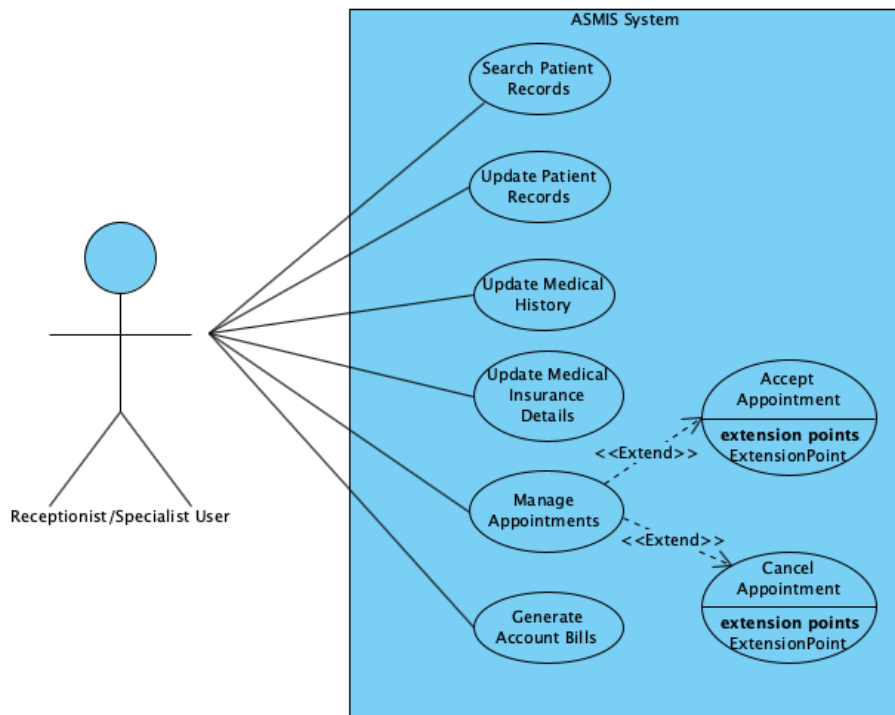 ASMIS System
Search Patient
Records
Update Patient
Records
Update Medical
History
Update Medical
Insurance
Details
Accept
Appointment
extension points
ExtensionPoint
<<Extend>>
Manage
Appointments
<<Extend>>
Cancel
Appointment
extension points
ExtensionPoint
Generate
Account Bills
Receptionist/Specialist User